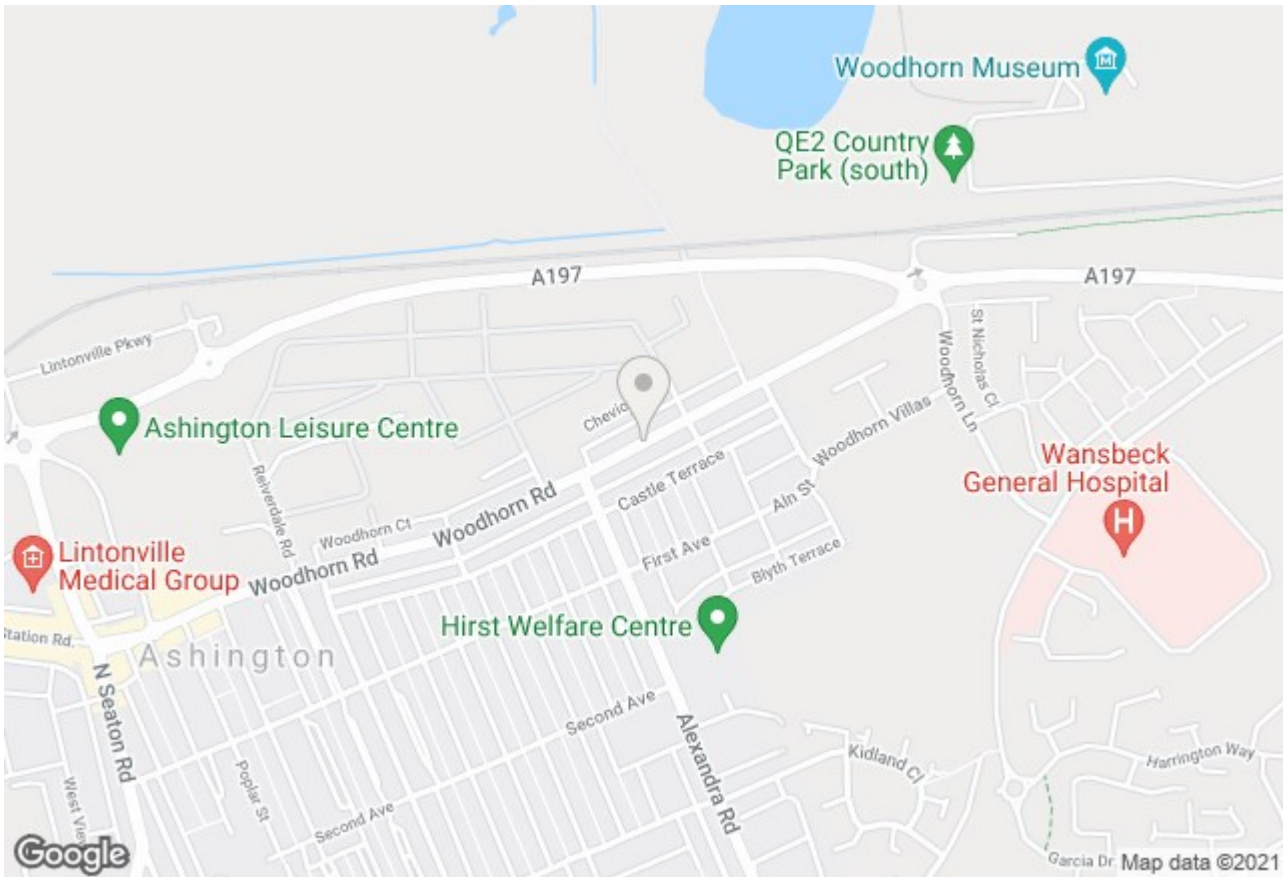 Woodhorn Museum
M
QE2 Country
Park (south)
A197
A197
Lintonville Pkwy
St Nicholas Cl
Woodhorn Ln
Ashington Leisure Centre
Reiverdale Rd
Woodhorn Villas
Wansbeck
General Hospital
H
Castle Terrace
Aln St
Woodhorn Rd
Woodhorn Ct
First Ave
Blyth Terrace
Lintonville
Medical Group
Woodhorn Rd
Hirst Welfare Centre
Station Rd
Ashington
N Seaton Rd
Second Ave
Alexandra Rd
Kidland Cl
Harrington Way
Poplar St
West View
Second Ave
Google
Garcia Dr
Map data ©2021